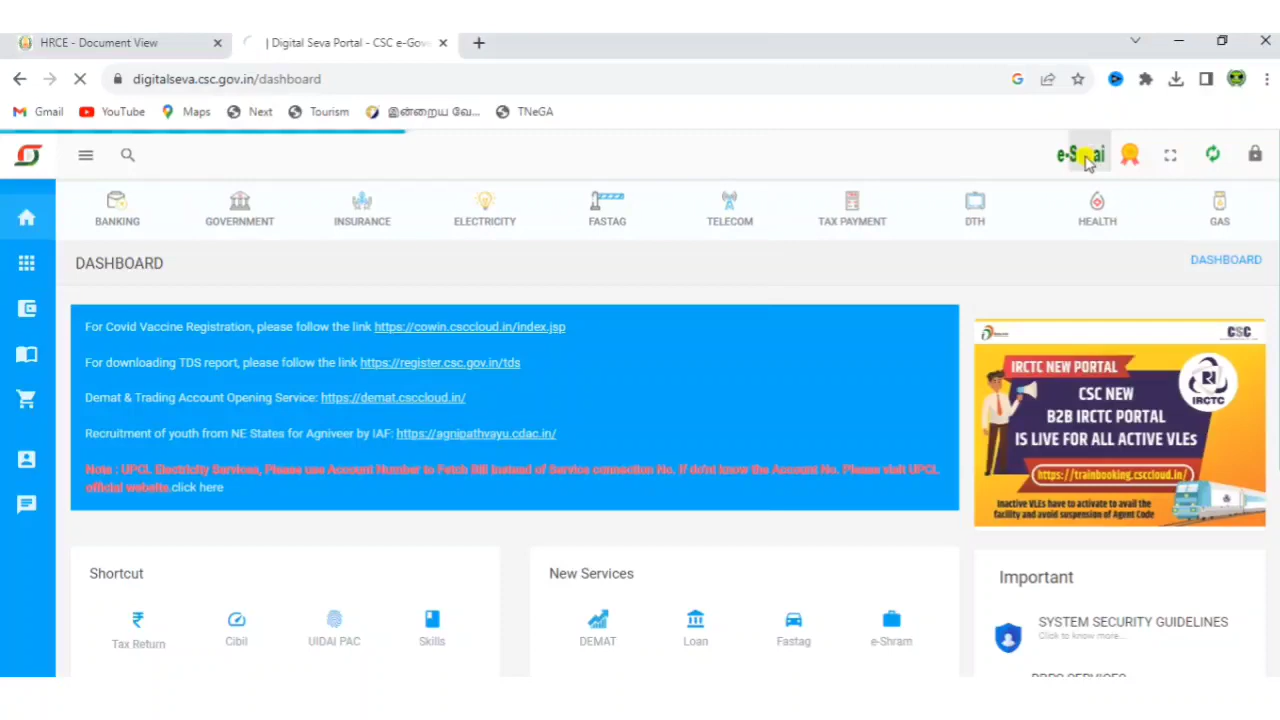 HRCE - Document View
| Digital Seva Portal - CSC e-Gov
digitalseva.csc.gov.in/dashboard
Gmail YouTube Maps Next Tourism இன்றைய வே... TNeGA
BANKING GOVERNMENT INSURANCE ELECTRICITY FASTAG TELECOM TAX PAYMENT DTH HEALTH GAS
DASHBOARD
DASHBOARD
For Covid Vaccine Registration, please follow the link https://cowin.csccloud.in/index.jsp
For downloading TDS report, please follow the link https://register.csc.gov.in/tds
Demat & Trading Account Opening Service: https://demat.csccloud.in/
Recruitment of youth from NE States for Agniveer by IAF: https://agnipathvayu.cdac.in/
Note : UPCL Electricity Services, Please use Account Number to Fetch Bill instead of Service connection No. If do'nt know the Account No. Please visit UPCL
official website.click here
CSC
IRCTC NEW PORTAL
CSC NEW
B2B IRCTC PORTAL
IS LIVE FOR ALL ACTIVE VLEs
IRCTC
https://trainbooking.csccloud.in/
Inactive VLEs have to activate to avail the
facility and avoid suspension of Agent Code
Shortcut
Tax Return Cibil UIDAI PAC Skills
New Services
DEMAT Loan Fastag e-Shram
Important
SYSTEM SECURITY GUIDELINES
Click to know more...